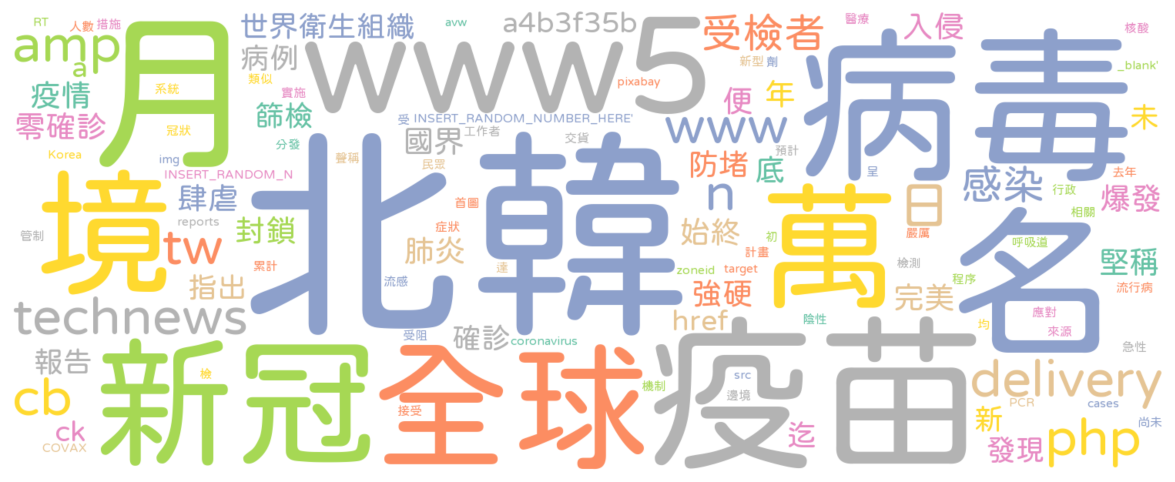 RT
人數
措施
amp
a
月
世界衛生組織
avw
a4b3f35b
病例
www5
受檢者
醫療
入侵
核酸
_blank'
疫情
零確診
系統
冠狀
類似
實施
篩檢
分發
pixabay
新型
劑
便
年
病毒
未
受
INSERT_RANDOM_NUMBER_HERE'
工作者
國界
交貨
www
預計
防堵
底
呈
感染
去年
行政
爆發
相關
Korea
img
INSERT_RANDOM_N
聲稱
民眾
境
肆虐
reports
管制
tw
封鎖
累計
指出
北韓
首圖
症狀
肺炎
流感
達
n
始終
初
計畫
zoneid
target
萬
日
嚴厲
檢測
名
呼吸道
程序
堅稱
流行病
強硬
完美
technews
href
受阻
確診
coronavirus
陰性
均
應對
來源
急性
報告
cb
ck
COVAX
新冠
檢
全球
接受
機制
src
邊境
疫苗
迄
delivery
PCR
cases
尚未
新
發現
php